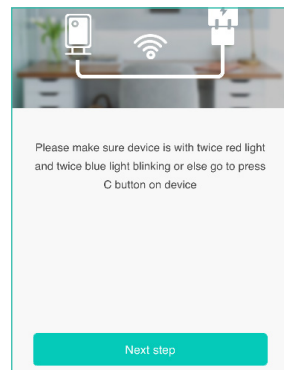 Please make sure device is with twice red light
and twice blue light blinking or else go to press
C button on device
Next step